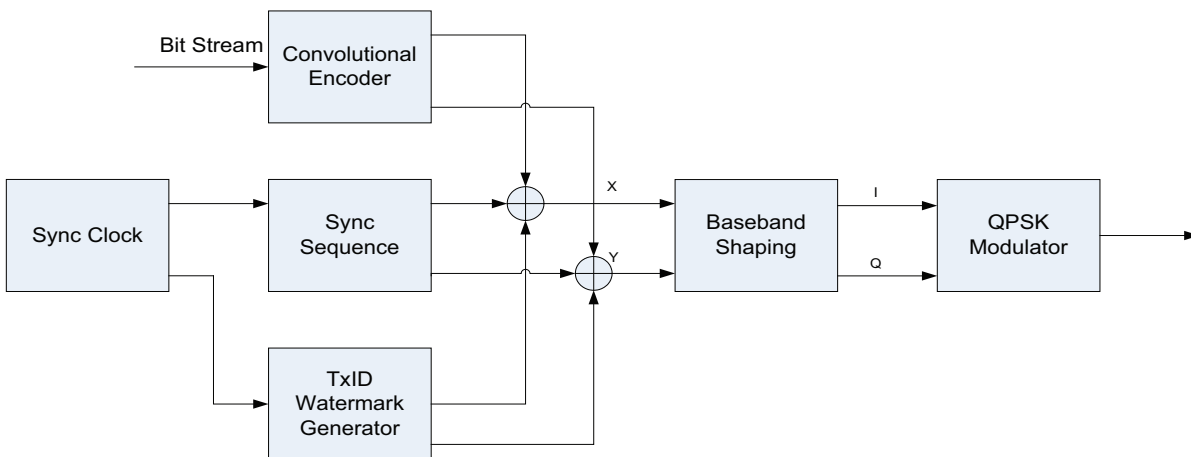 Bit Stream
Convolutional
Encoder
Sync Clock
Sync
Sequence
X
Y
Baseband
Shaping
I
Q
QPSK
Modulator
TxID
Watermark
Generator